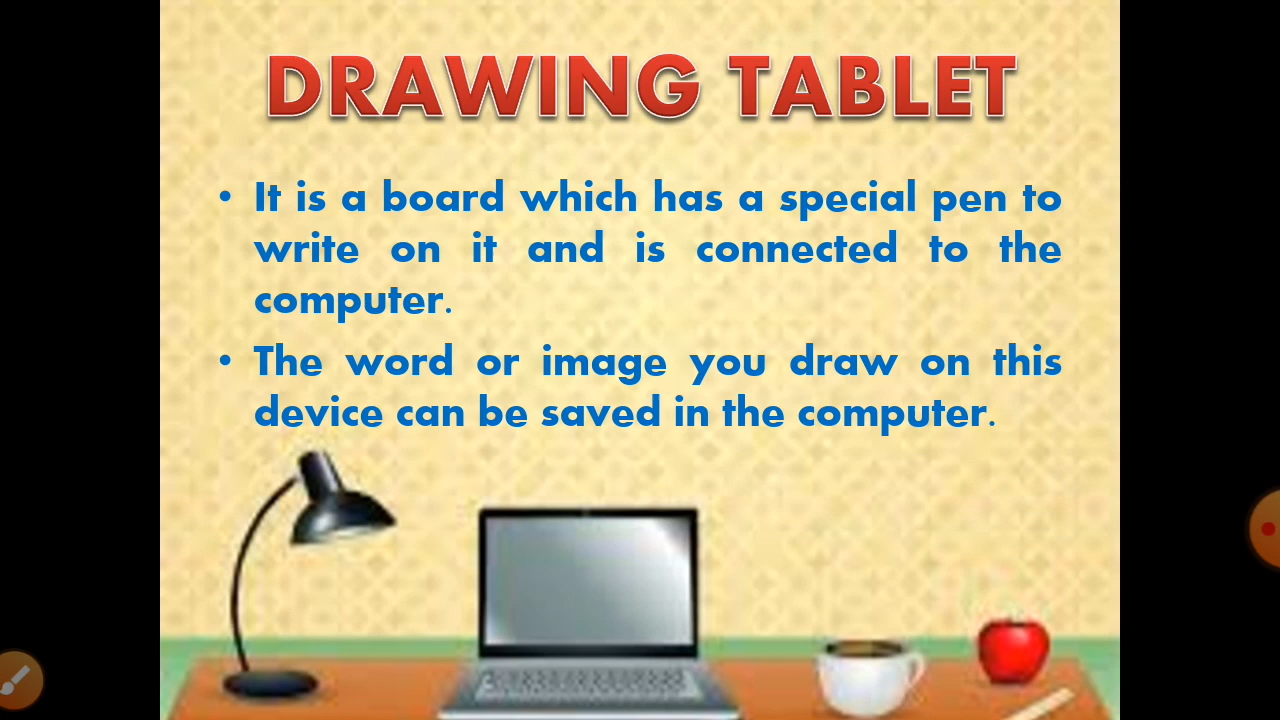 DRAWING TABLET
• It is a board which has a special pen to
write on it and is connected to the
computer.
• The word or image you draw on this
device can be saved in the computer.